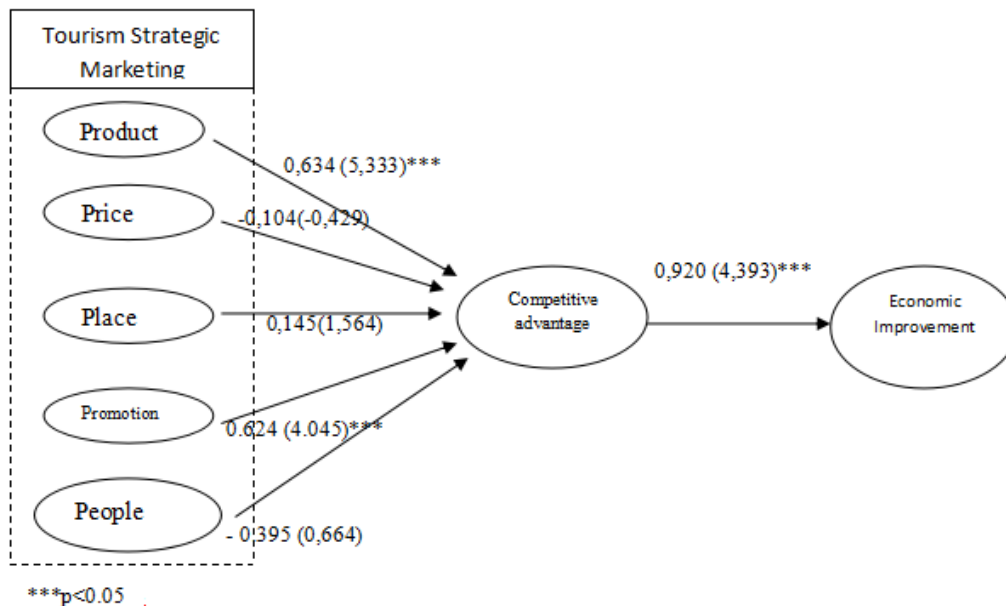 Tourism Strategic
Marketing
Product
0,634 (5,333)***
Price
-0,104(-0,429)
Place
0,145(1,564)
Promotion
0.624 (4.045)***
People
- 0,395 (0,664)
Competitive
advantage
0,920 (4,393)***
Economic
Improvement
***p<0.05